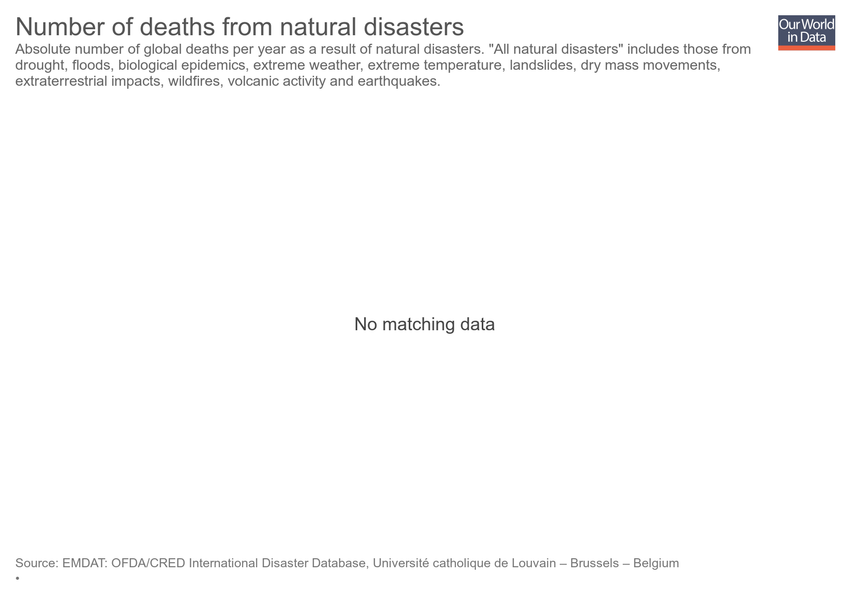 Number of deaths from natural disasters
Our World
in Data
Absolute number of global deaths per year as a result of natural disasters. "All natural disasters" includes those from
drought, floods, biological epidemics, extreme weather, extreme temperature, landslides, dry mass movements,
extraterrestrial impacts, wildfires, volcanic activity and earthquakes.
No matching data
Source: EMDAT: OFDA/CRED International Disaster Database, Université catholique de Louvain – Brussels – Belgium
•